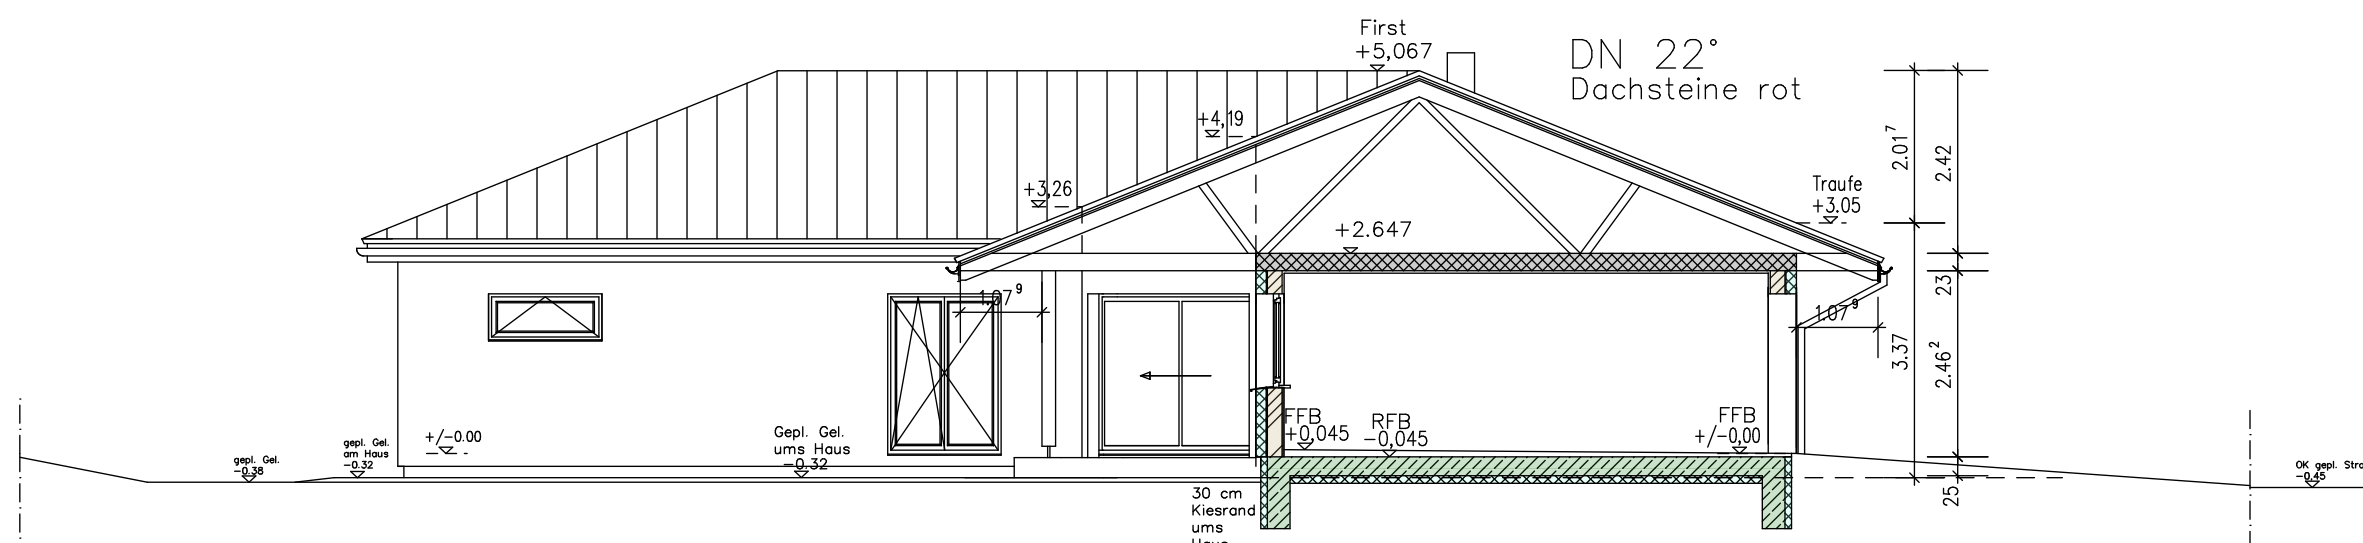 First
+5,067
DN 22°
Dachsteine rot
+4,19
+3,26
Traufe
+3.05
+2.647
2.01⁷
2.42
1.07⁹
1.07⁹
23
3.37
2.46²
25
+/-0.00
Gepl. Gel.
ums Haus
-0.32
gepl. Gel.
am Haus
-0.32
gepl. Gel.
-0.38
FFB
+0,045
RFB
-0,045
FFB
+/-0,00
30 cm
Kiesrand
ums
Haus
OK gepl. Stra
-0.45